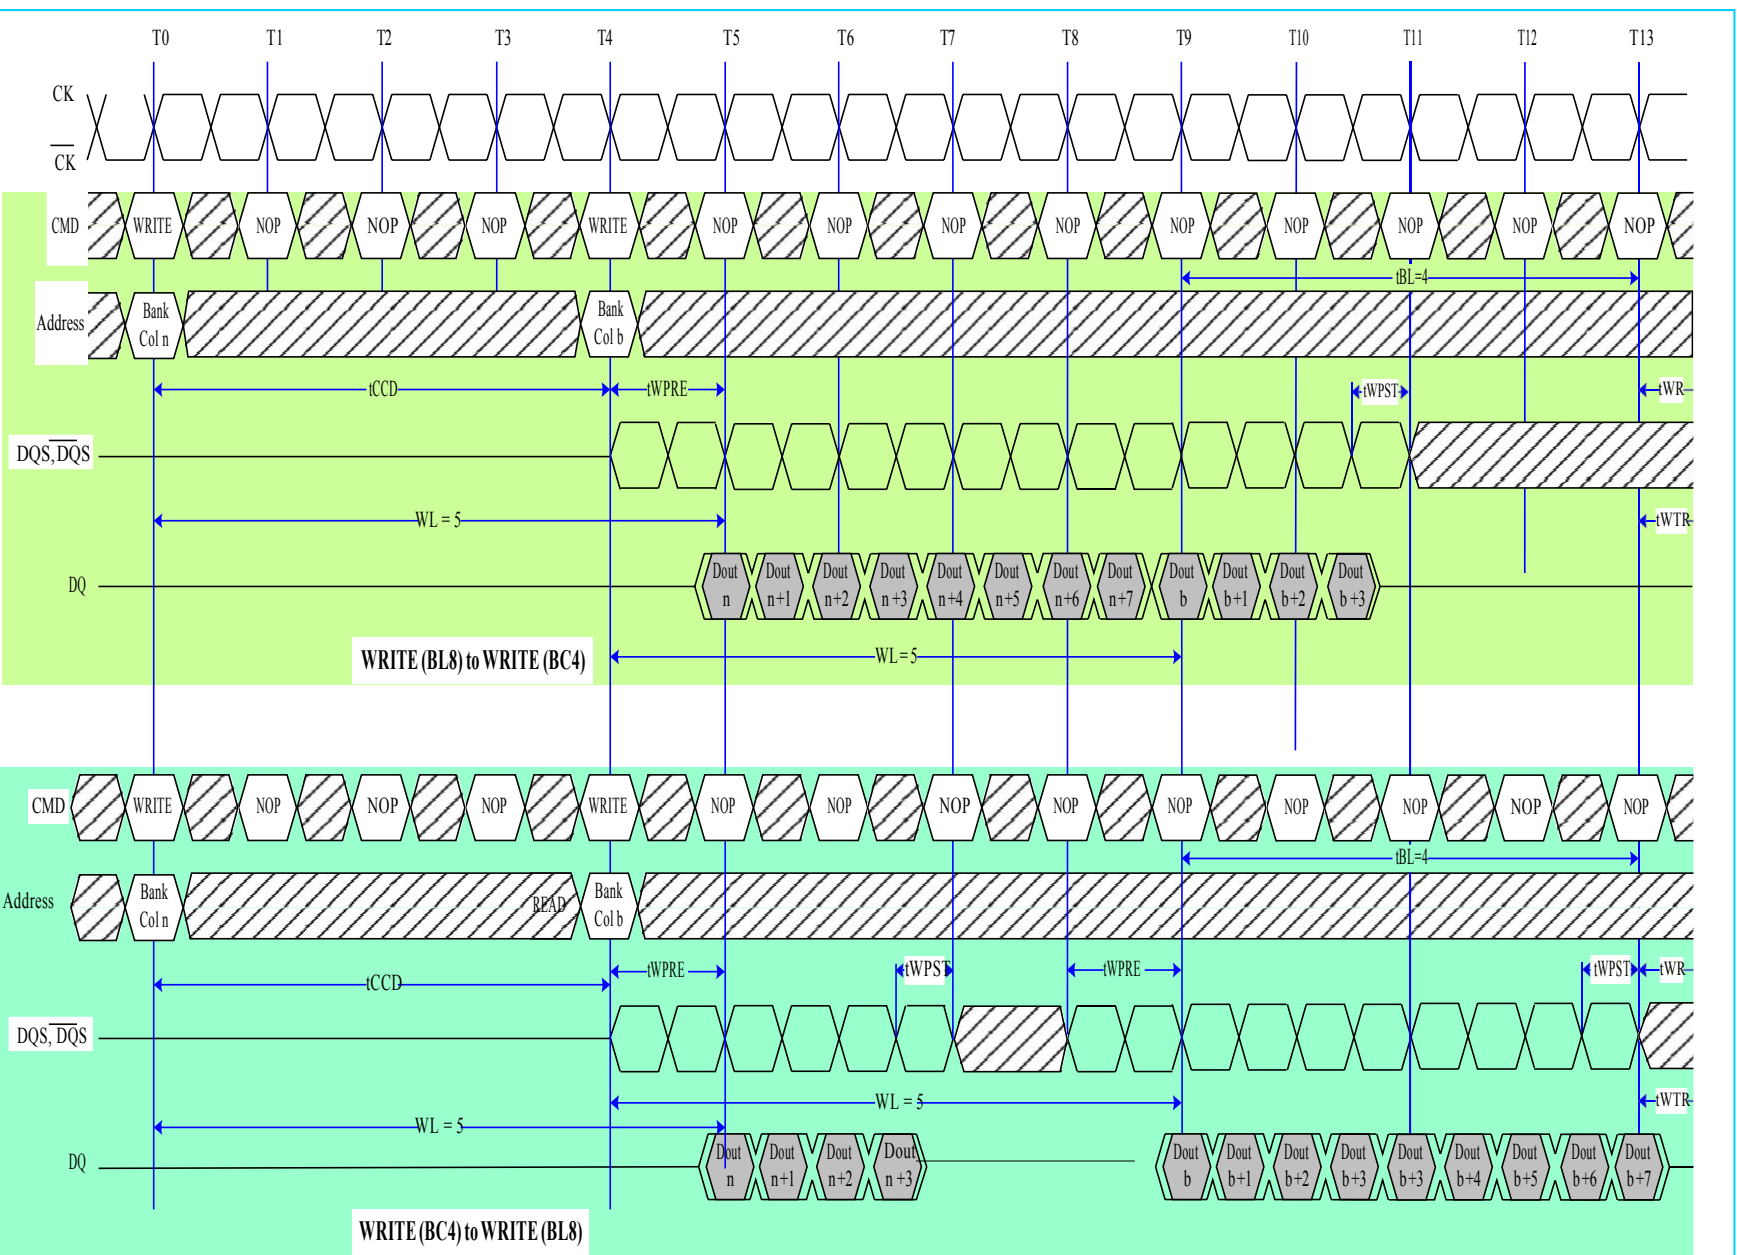 T0 T1 T2 T3 T4 T5 T6 T7 T8 T9 T10 T11 T12 T13
CK
CK
CMD WRITE NOP NOP NOP WRITE NOP NOP NOP NOP NOP NOP NOP NOP NOP
tBL=4
Address Bank Bank
Col n Col b
tCCD tWPRE tWPST tWR
DQS, DQS
WL = 5 tWTR
DQ Dout Dout Dout Dout Dout Dout Dout Dout Dout Dout Dout Dout
n n+1 n+2 n+3 n+4 n+5 n+6 n+7 b b+1 b+2 b+3
WRITE (BL8) to WRITE (BC4) WL = 5
CMD WRITE NOP NOP NOP WRITE NOP NOP NOP NOP NOP NOP NOP NOP NOP
tBL=4
Address Bank READ Bank
Col n Col b
tCCD tWPRE tWPST tWPRE tWPST tWR
DQS, DQS
WL = 5 tWTR
WL = 5
DQ Dout Dout Dout Dout Dout Dout Dout Dout Dout Dout Dout Dout Dout
n n+1 n+2 n+3 b b+1 b+2 b+3 b+3 b+4 b+5 b+6 b+7
WRITE (BC4) to WRITE (BL8)